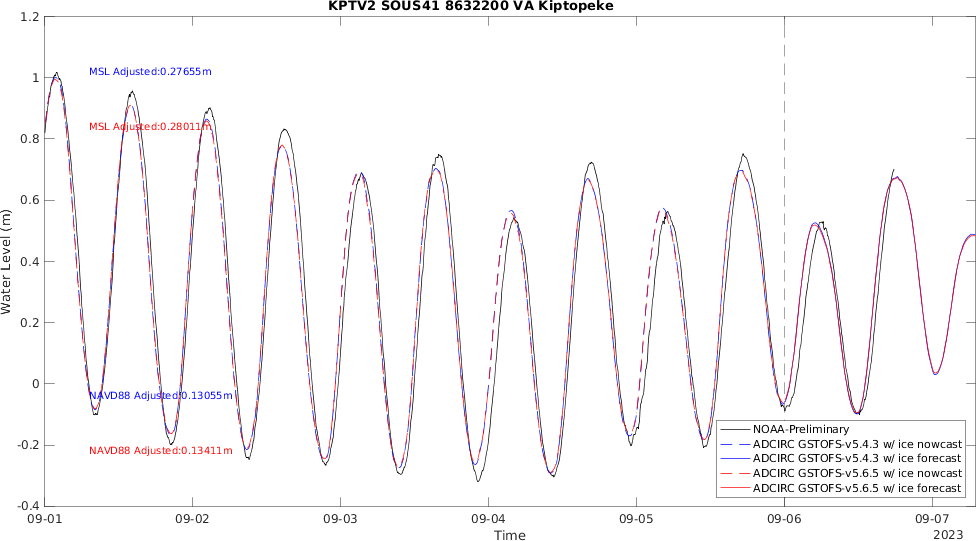 KPTV2 SOUS41 8632200 VA Kiptopeke
1.2
1
0.8
0.6
0.4
0.2
0
-0.2
-0.4
Water Level (m)
MSL Adjusted:0.27655m
MSL Adjusted:0.28011m
NAVD88 Adjusted:0.13055m
NAVD88 Adjusted:0.13411m
NOAA-Preliminary
ADCIRC GSTOFS-v5.4.3 w/ ice nowcast
ADCIRC GSTOFS-v5.4.3 w/ ice forecast
ADCIRC GSTOFS-v5.6.5 w/ ice nowcast
ADCIRC GSTOFS-v5.6.5 w/ ice forecast
09-01 09-02 09-03 09-04 09-05 09-06 09-07
Time
2023